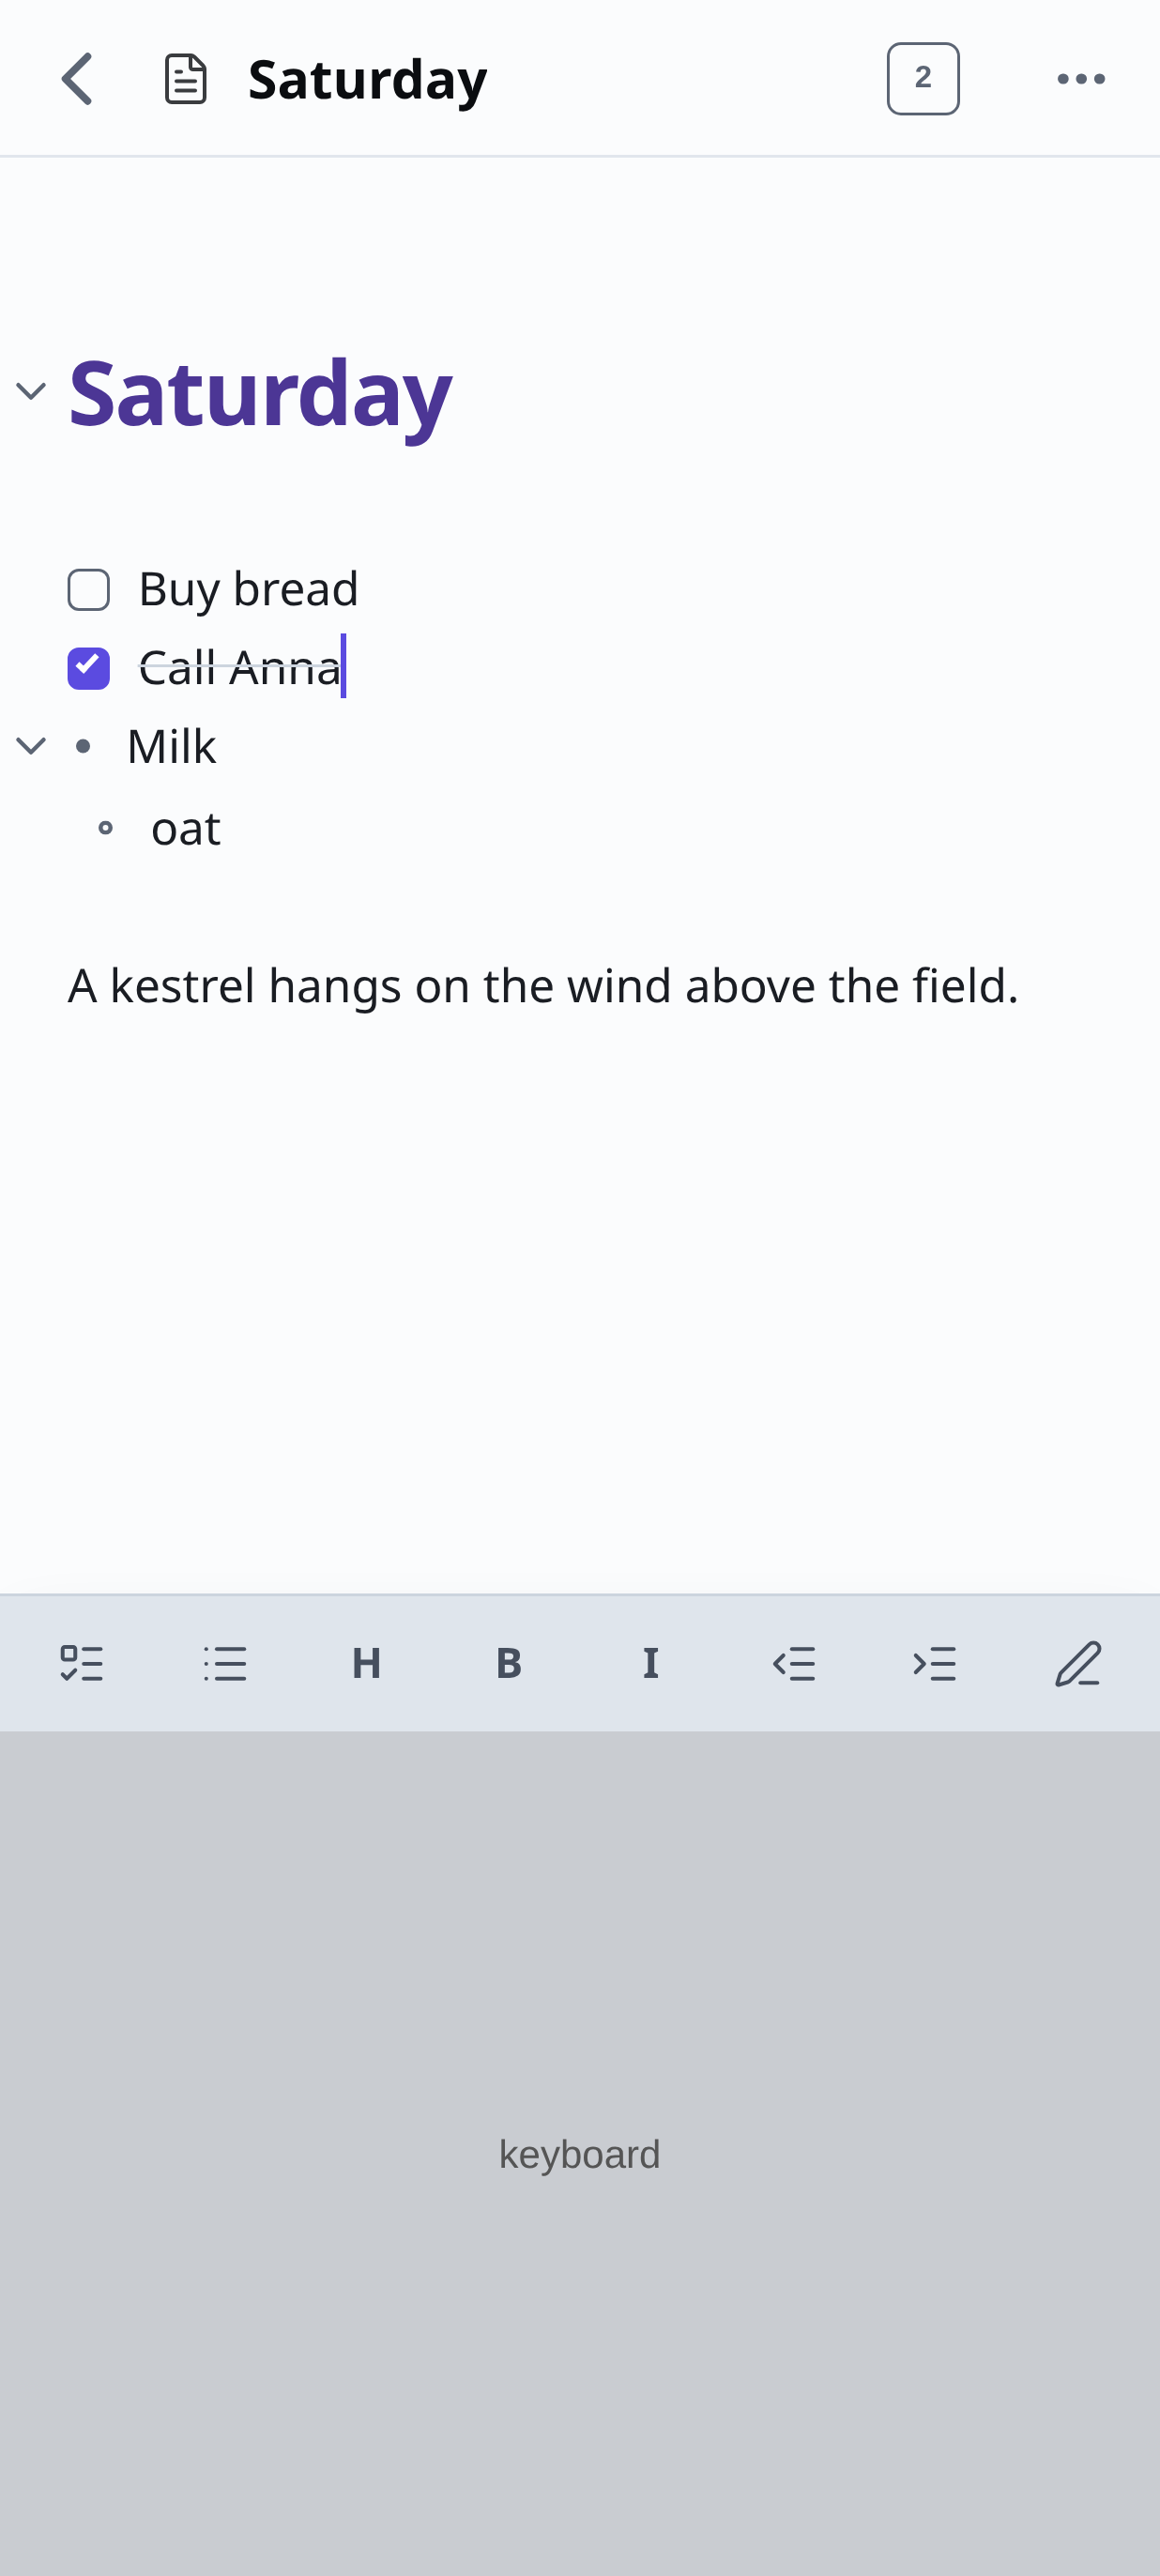 Saturday
2
Saturday
Buy bread
Call Anna
Milk
oat
A kestrel hangs on the wind above the field.
H B I
keyboard